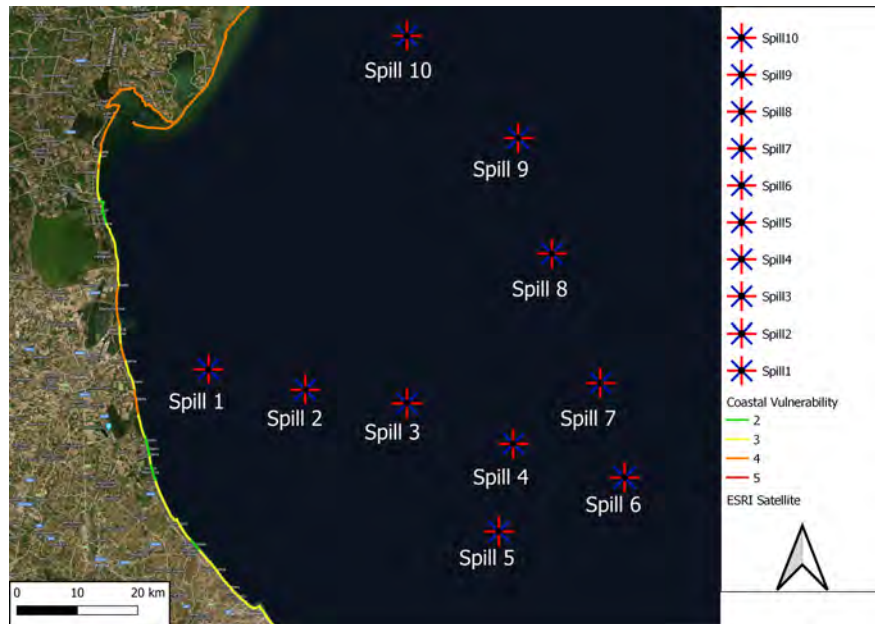 Spill 10
Spill 9
Spill 8
Spill 1
Spill 2
Spill 3
Spill 7
Spill 4
Spill 6
Spill 5
0 10 20 km
Spill10
Spill9
Spill8
Spill7
Spill6
Spill5
Spill4
Spill3
Spill2
Spill1
Coastal Vulnerability
2
3
4
5
ESRI Satellite